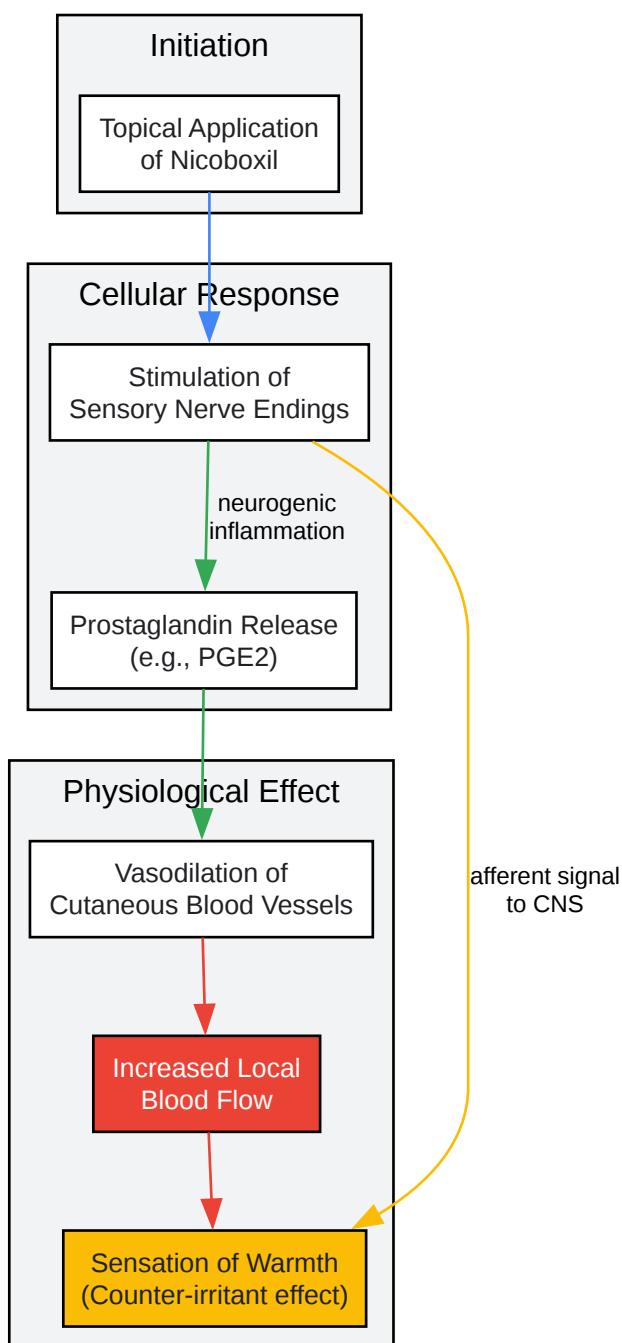 Initiation
Topical Application
of Nicoboxil
Cellular Response
Stimulation of
Sensory Nerve Endings
neurogenic
inflammation
Prostaglandin Release
(e.g., PGE2)
Physiological Effect
Vasodilation of
Cutaneous Blood Vessels
afferent signal
to CNS
Increased Local
Blood Flow
Sensation of Warmth
(Counter-irritant effect)